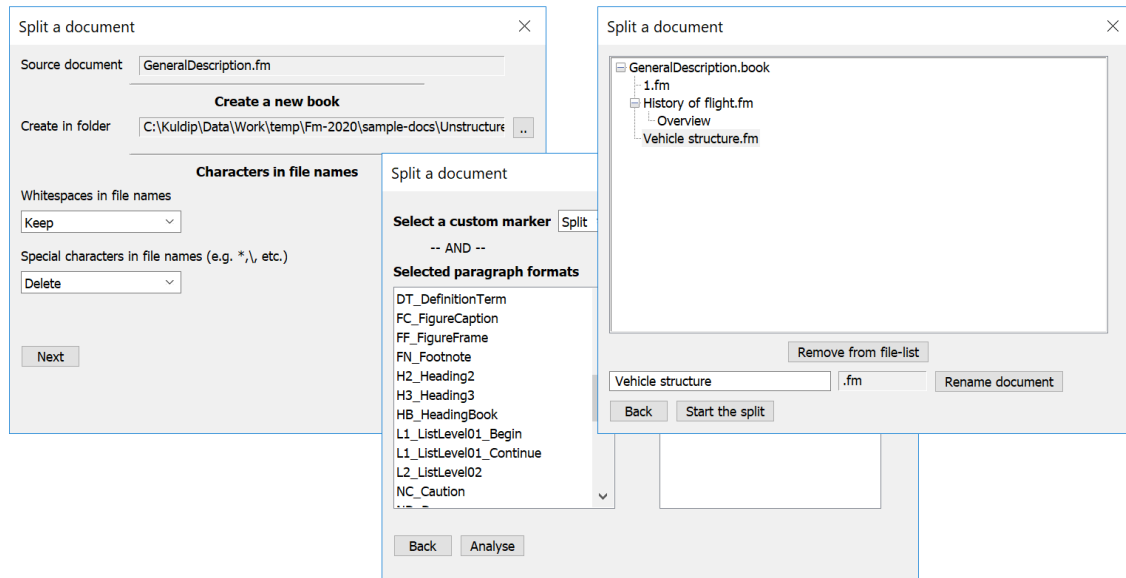 Split a document
Source document GeneralDescription.fm
Create a new book
Create in folder C:\Kuldip\Data\Work\temp\Fm-2020\sample-docs\Unstructure ..
Characters in file names
Whitespaces in file names
Keep
Special characters in file names (e.g. *,\, etc.)
Delete
Next
Split a document
Select a custom marker Split
-- AND --
Selected paragraph formats
DT_DefinitionTerm
FC_FigureCaption
FF_FigureFrame
FN_Footnote
H2_Heading2
H3_Heading3
HB_HeadingBook
L1_ListLevel01_Begin
L1_ListLevel01_Continue
L2_ListLevel02
NC_Caution
Back Analyse
Split a document
GeneralDescription.book
1.fm
History of flight.fm
Overview
Vehicle structure.fm
Remove from file-list
Vehicle structure .fm Rename document
Back Start the split